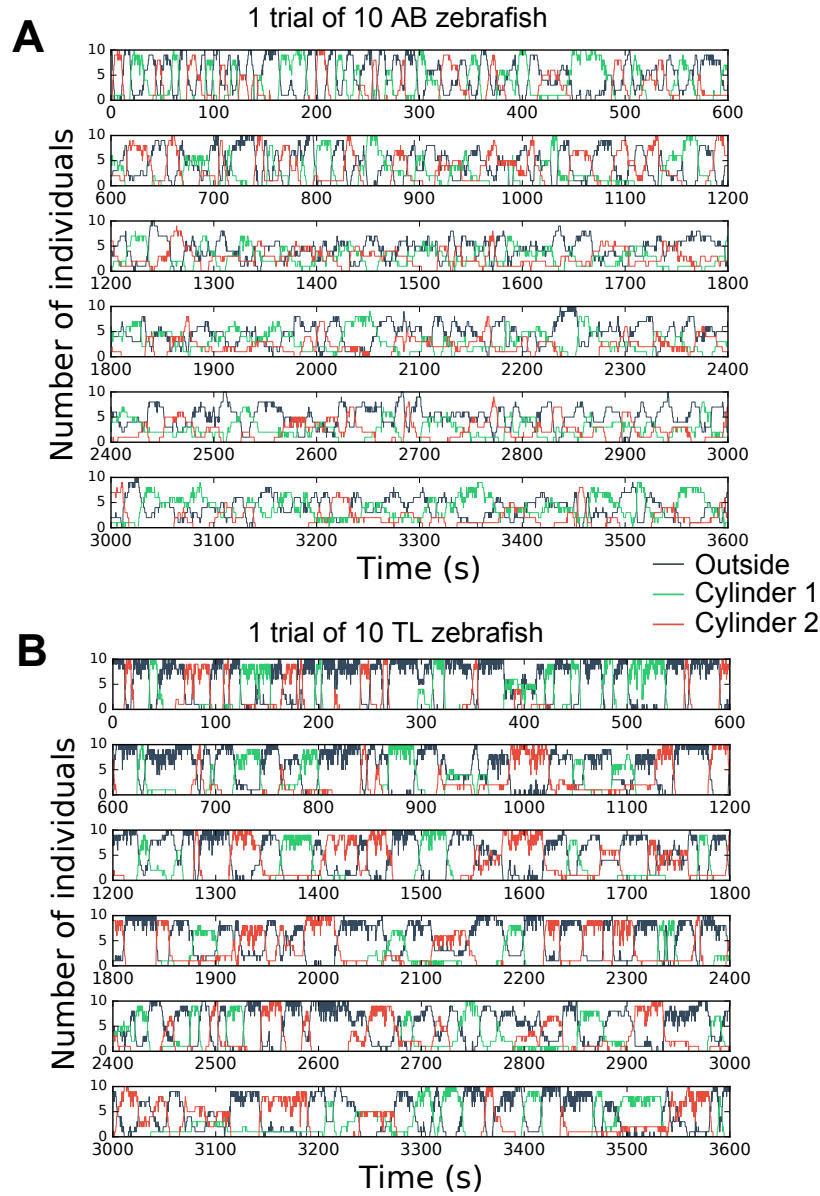 A
1 trial of 10 AB zebrafish
Number of individuals
10
5
0
0 100 200 300 400 500 600
10
5
0
600 700 800 900 1000 1100 1200
10
5
0
1200 1300 1400 1500 1600 1700 1800
10
5
0
1800 1900 2000 2100 2200 2300 2400
10
5
0
2400 2500 2600 2700 2800 2900 3000
10
5
0
3000 3100 3200 3300 3400 3500 3600
Time (s)
Outside
Cylinder 1
Cylinder 2
B
1 trial of 10 TL zebrafish
Number of individuals
10
5
0
0 100 200 300 400 500 600
10
5
0
600 700 800 900 1000 1100 1200
10
5
0
1200 1300 1400 1500 1600 1700 1800
10
5
0
1800 1900 2000 2100 2200 2300 2400
10
5
0
2400 2500 2600 2700 2800 2900 3000
10
5
0
3000 3100 3200 3300 3400 3500 3600
Time (s)